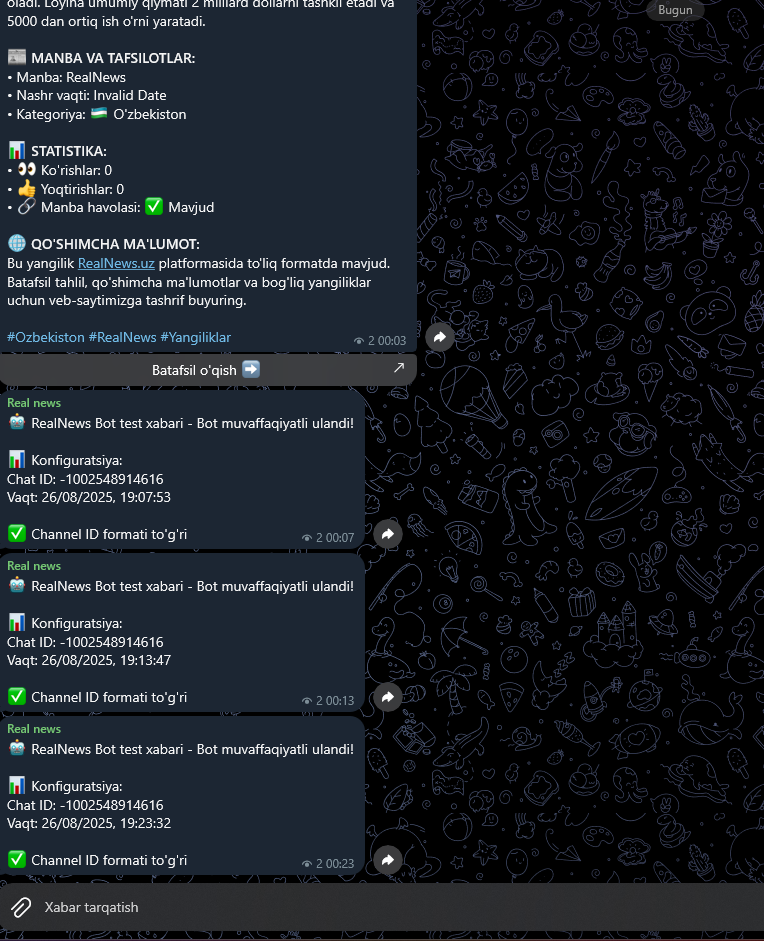 oladi. Loyiha umumiy qiymati 2 milliard dollarni tashkil etadi va
5000 dan ortiq ish o'rni yaratadi.
Bugun
📰 MANBA VA TAFSILOTLAR:
• Manba: RealNews
• Nashr vaqti: Invalid Date
• Kategoriya: 🇺🇿 O'zbekiston
📊 STATISTIKA:
• 👀 Ko'rishlar: 0
• 👍 Yoqtirishlar: 0
• 🔗 Manba havolasi: ✅ Mavjud
🌐 QO'SHIMCHA MA'LUMOT:
Bu yangilik RealNews.uz platformasida to'liq formatda mavjud.
Batafsil tahlil, qo'shimcha ma'lumotlar va bog'liq yangiliklar
uchun veb-saytimizga tashrif buyuring.
#Ozbekiston #RealNews #Yangiliklar
2 00:03
Batafsil o'qish ➡️
Real news
🤖 RealNews Bot test xabari - Bot muvaffaqiyatli ulandi!
📊 Konfiguratsiya:
Chat ID: -1002548914616
Vaqt: 26/08/2025, 19:07:53
✅ Channel ID formati to'g'ri
2 00:07
Real news
🤖 RealNews Bot test xabari - Bot muvaffaqiyatli ulandi!
📊 Konfiguratsiya:
Chat ID: -1002548914616
Vaqt: 26/08/2025, 19:13:47
✅ Channel ID formati to'g'ri
2 00:13
Real news
🤖 RealNews Bot test xabari - Bot muvaffaqiyatli ulandi!
📊 Konfiguratsiya:
Chat ID: -1002548914616
Vaqt: 26/08/2025, 19:23:32
✅ Channel ID formati to'g'ri
2 00:23
Xabar tarqatish